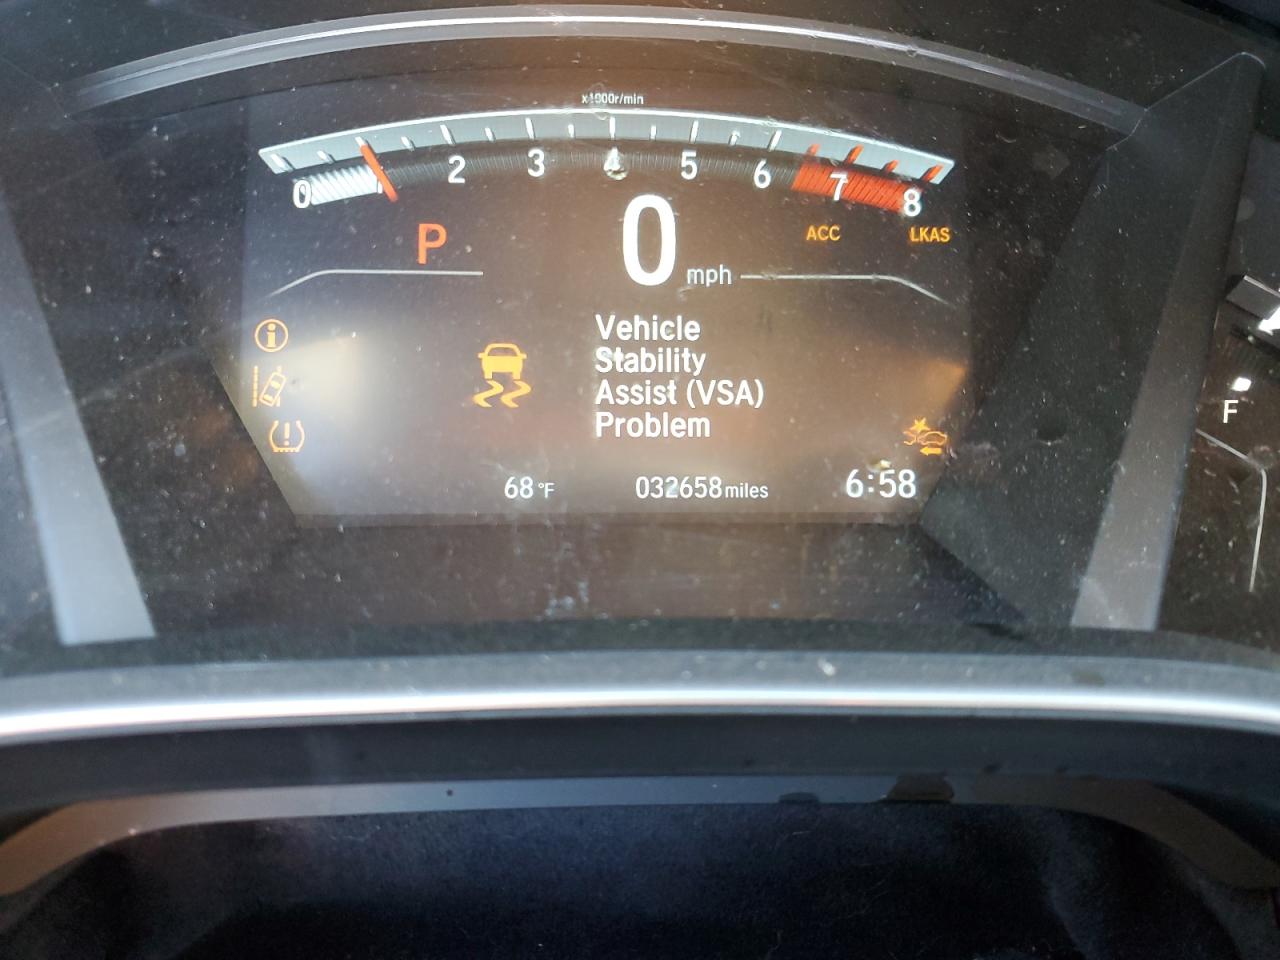 x1000r/min
0 2 3 4 5 6 7 8
P
0 mph
ACC
LKAS
Vehicle
Stability
Assist (VSA)
Problem
68 °F
032658 miles
6:58
F